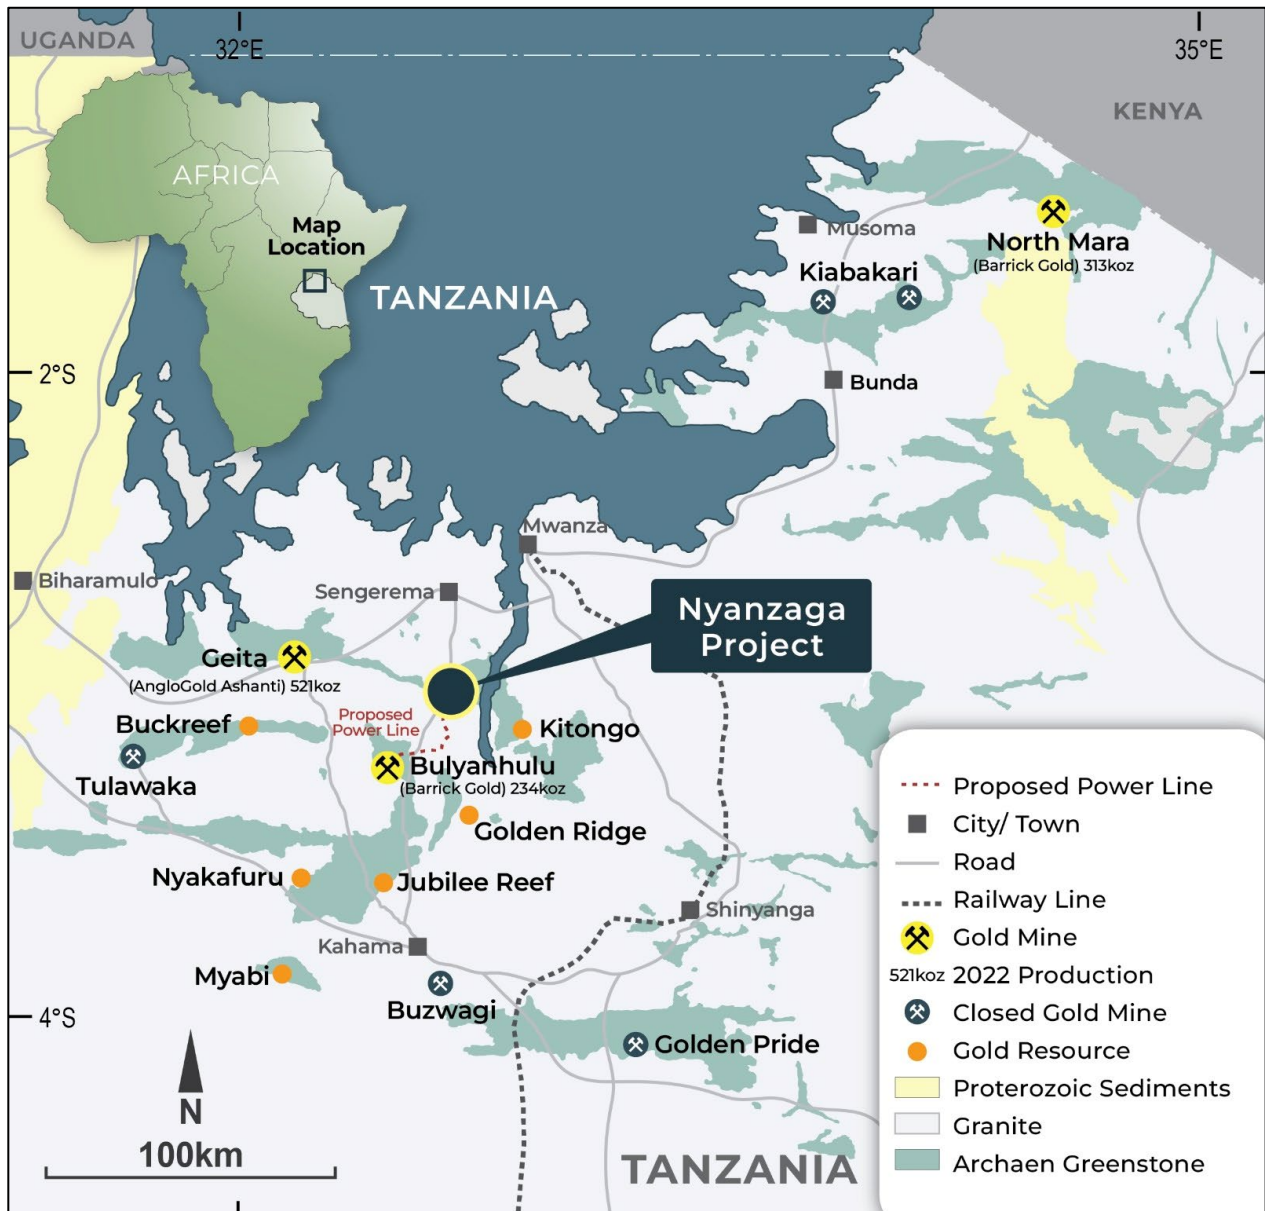 UGANDA
32°E
35°E
KENYA
AFRICA
Map
Location
TANZANIA
Musoma
North Mara
(Barrick Gold) 313koz
Kiabakari
2°S
Bunda
Mwanza
Biharamulo
Sengerema
Nyanzaga
Project
Geita
(AngloGold Ashanti) 521koz
Proposed
Power Line
Buckreef
Kitongo
Tulawaka
Bulyanhulu
(Barrick Gold) 234koz
Golden Ridge
Nyakafuru
Jubilee Reef
Shinyanga
Kahama
Myabi
Buzwagi
4°S
Golden Pride
N
100km
TANZANIA
Proposed Power Line
City/ Town
Road
Railway Line
Gold Mine
521koz 2022 Production
Closed Gold Mine
Gold Resource
Proterozoic Sediments
Granite
Archaen Greenstone